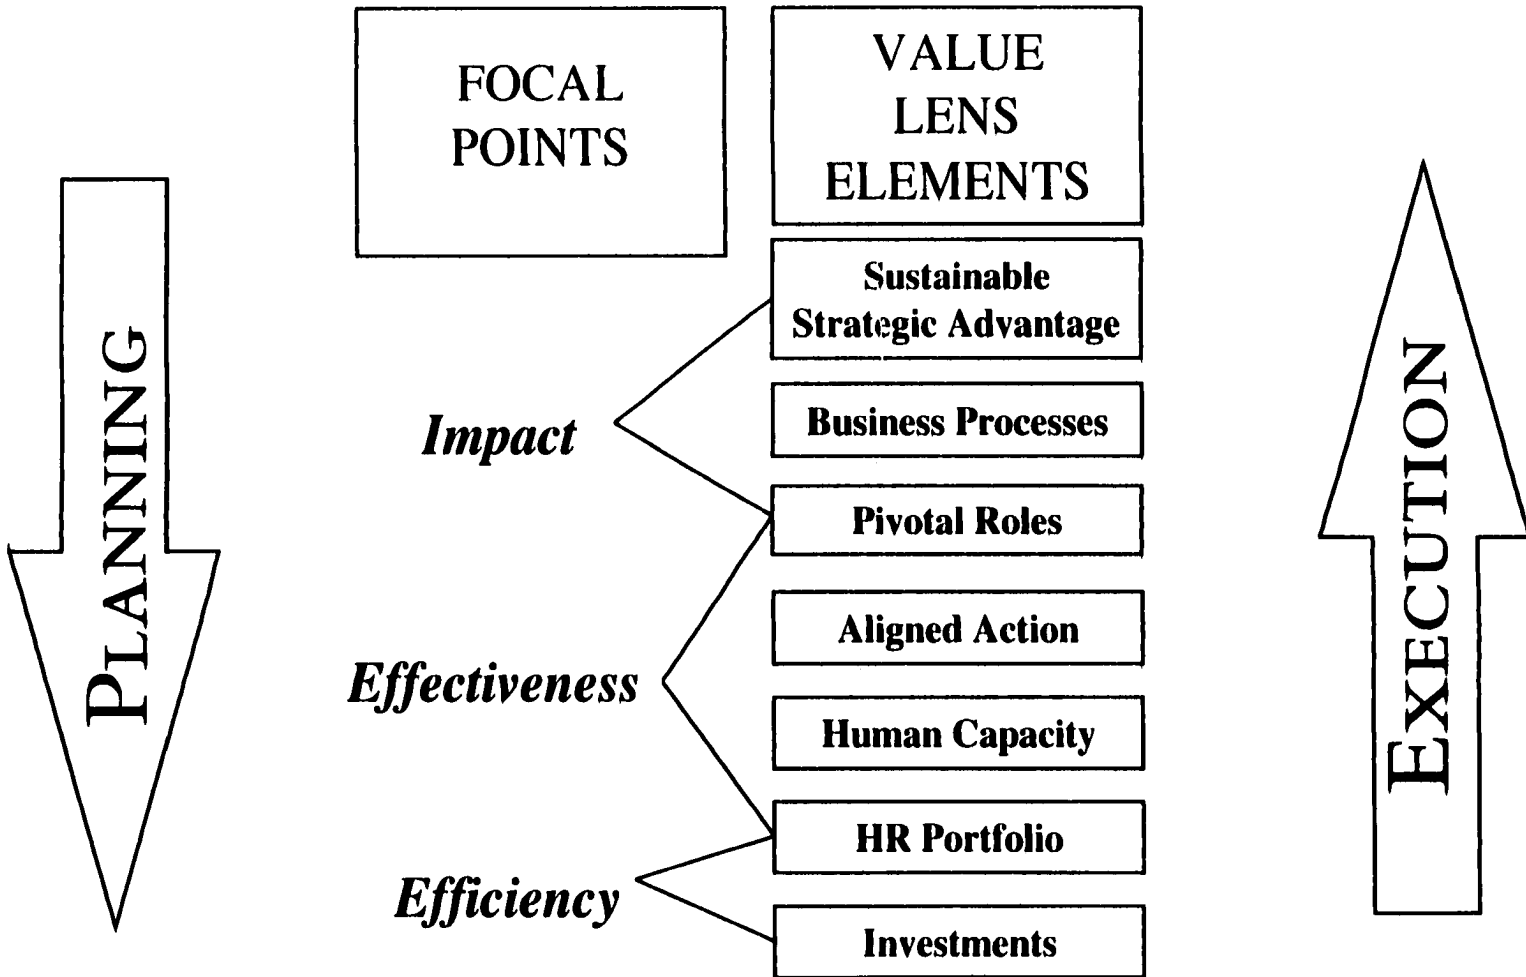 FOCAL
POINTS
VALUE
LENS
ELEMENTS
PLANNING
Sustainable
Strategic Advantage
Business Processes
Impact
Pivotal Roles
Aligned Action
Effectiveness
Human Capacity
HR Portfolio
Efficiency
Investments
EXECUTION